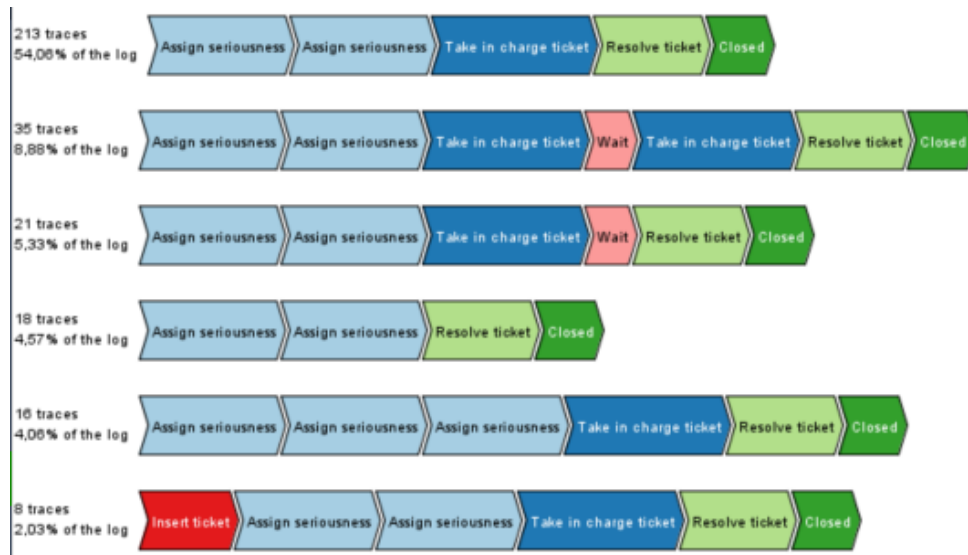 213 traces
54,06% of the log
Assign seriousness Assign seriousness Take in charge ticket Resolve ticket Closed
35 traces
8,88% of the log
Assign seriousness Assign seriousness Take in charge ticket Wait Take in charge ticket Resolve ticket Closed
21 traces
5,33% of the log
Assign seriousness Assign seriousness Take in charge ticket Wait Resolve ticket Closed
18 traces
4,57% of the log
Assign seriousness Assign seriousness Resolve ticket Closed
16 traces
4,06% of the log
Assign seriousness Assign seriousness Assign seriousness Take in charge ticket Resolve ticket Closed
8 traces
2,03% of the log
Insert ticket Assign seriousness Assign seriousness Take in charge ticket Resolve ticket Closed